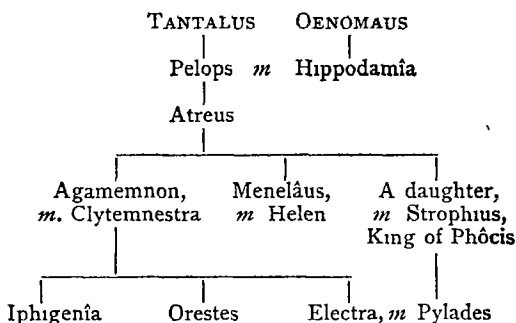 TANTALUS OENOMAUS
Pelops m Hippodamîa
Atreus
Agamemnon, Menelâus, A daughter,
m. Clytemnestra m Helen m Strophius,
King of Phôcis
Iphigenîa Orestes Electra, m Pylades